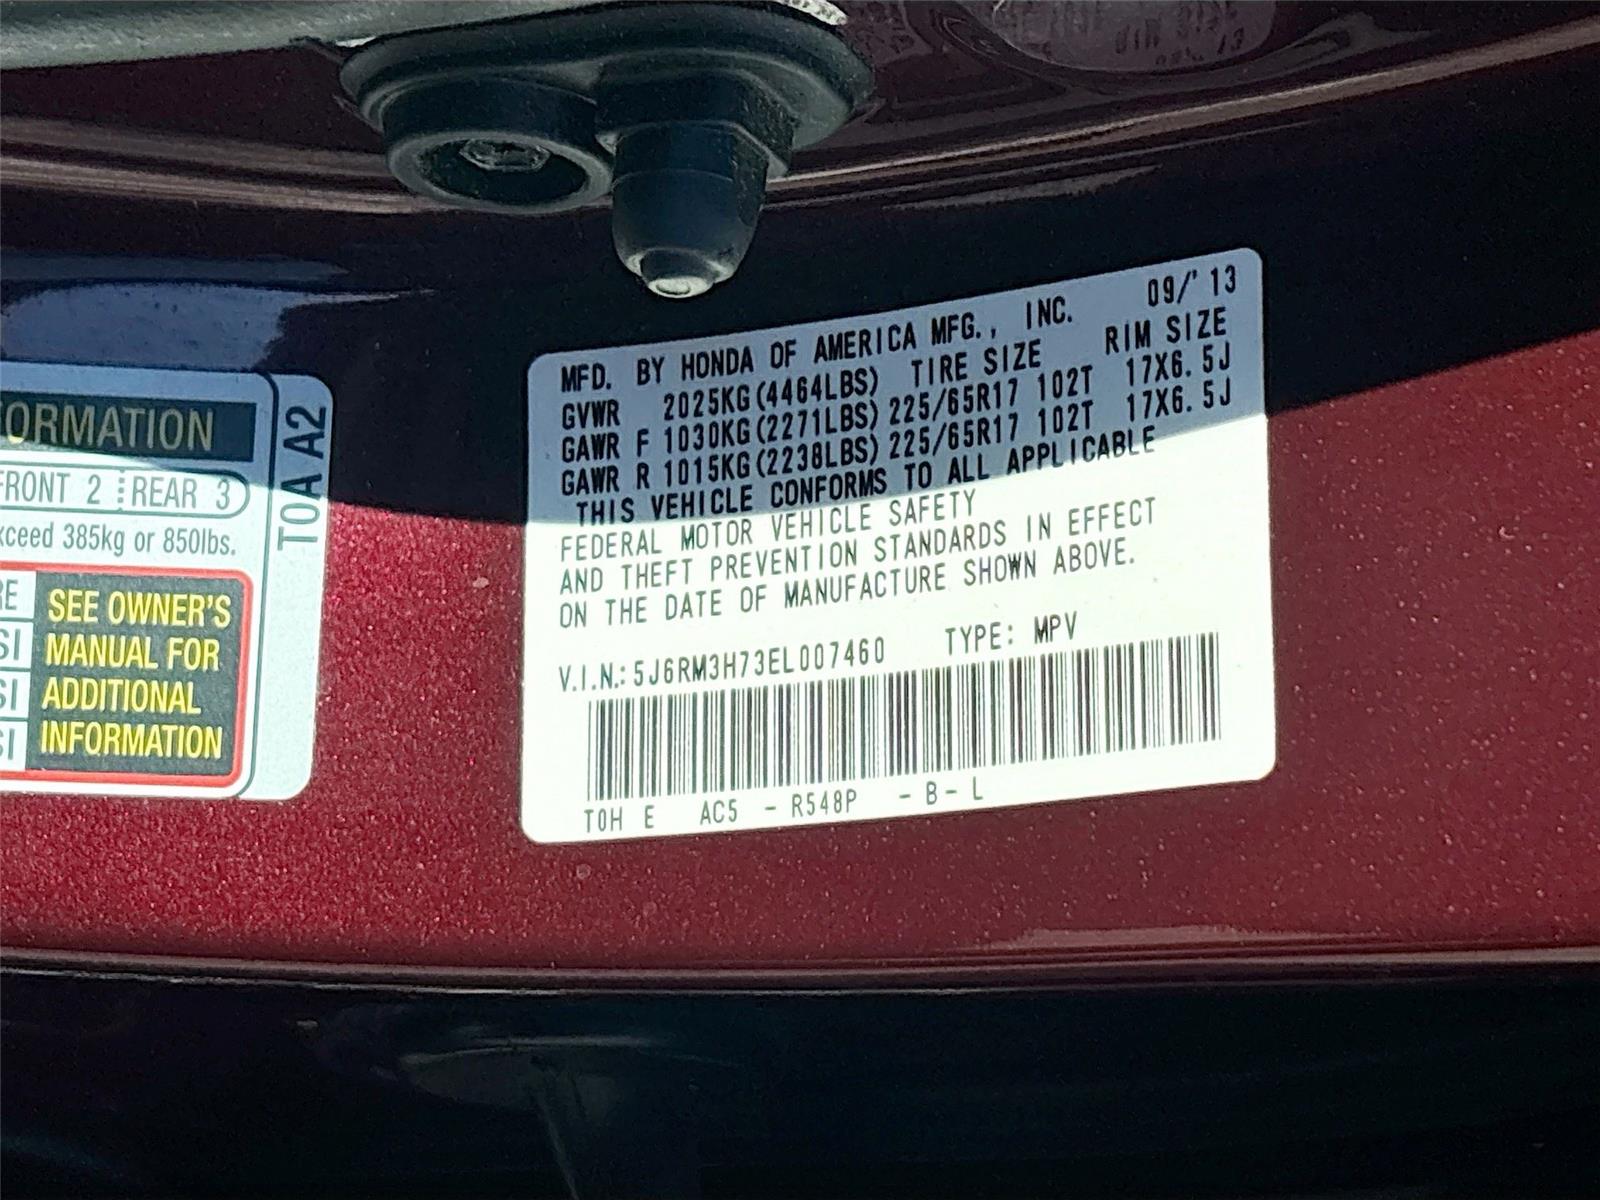 ORMATION
FRONT 2 REAR 3
xceed 385kg or 850lbs.
RE
SI
SI
SI
SEE OWNER'S
MANUAL FOR
ADDITIONAL
INFORMATION
T0A A2
MFD. BY HONDA OF AMERICA MFG., INC. 09/'13
GVWR 2025KG(4464LBS) TIRE SIZE RIM SIZE
GAWR F 1030KG(2271LBS) 225/65R17 102T 17X6.5J
GAWR R 1015KG(2238LBS) 225/65R17 102T 17X6.5J
THIS VEHICLE CONFORMS TO ALL APPLICABLE
FEDERAL MOTOR VEHICLE SAFETY
AND THEFT PREVENTION STANDARDS IN EFFECT
ON THE DATE OF MANUFACTURE SHOWN ABOVE.
V.I.N.: 5J6RM3H73EL007460 TYPE: MPV
T0H E AC5 - R548P - B - L